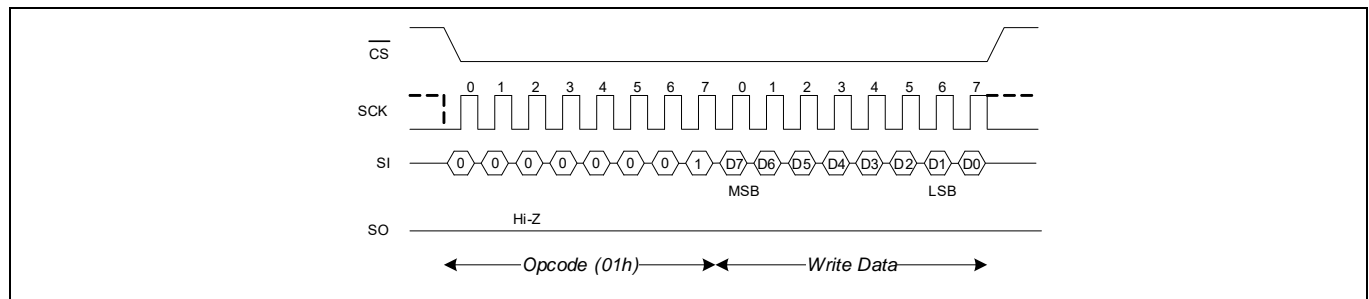 CS
0 1 2 3 4 5 6 7 0 1 2 3 4 5 6 7
SCK
SI 0 0 0 0 0 0 0 1 D7 D6 D5 D4 D3 D2 D1 D0
MSB LSB
Hi-Z
SO
Opcode (01h) Write Data